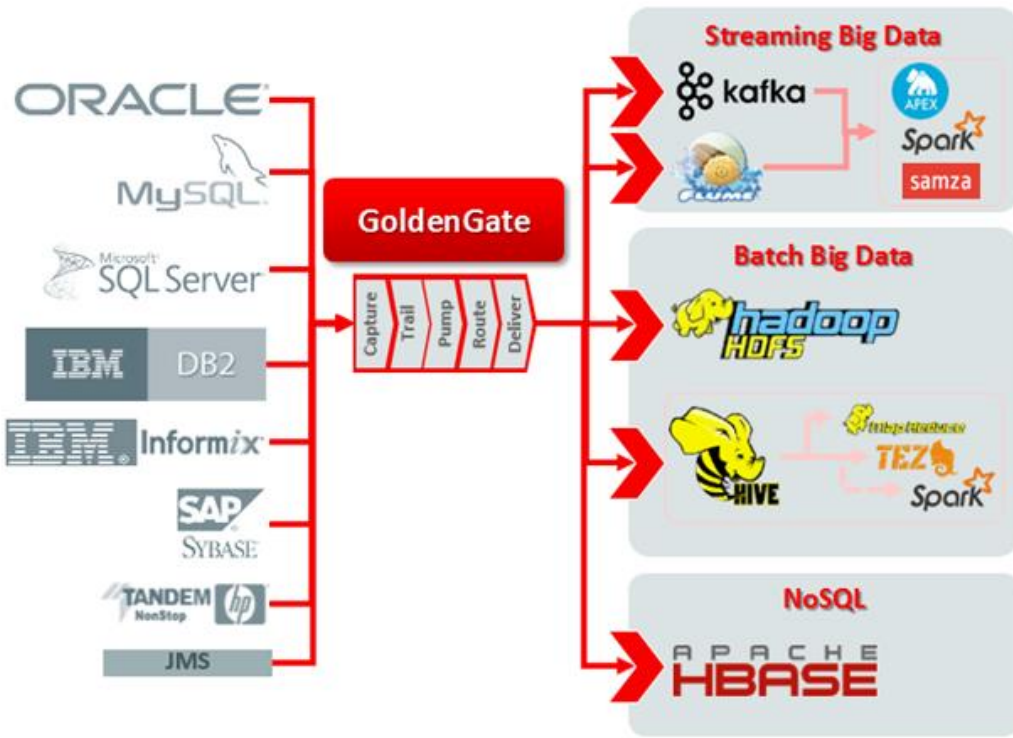 ORACLE
MySQL
Microsoft
SQL Server
IBM DB2
IBM Informix
SAP
SYBASE
TANDEM hp
NonStop
JMS
GoldenGate
Capture
Trail
Pump
Route
Deliver
Streaming Big Data
kafka
FLUME
APEX
Spark
samza
Batch Big Data
hadoop
HDFS
HIVE
Map Reduce
TEZ
Spark
NoSQL
APACHE
HBASE